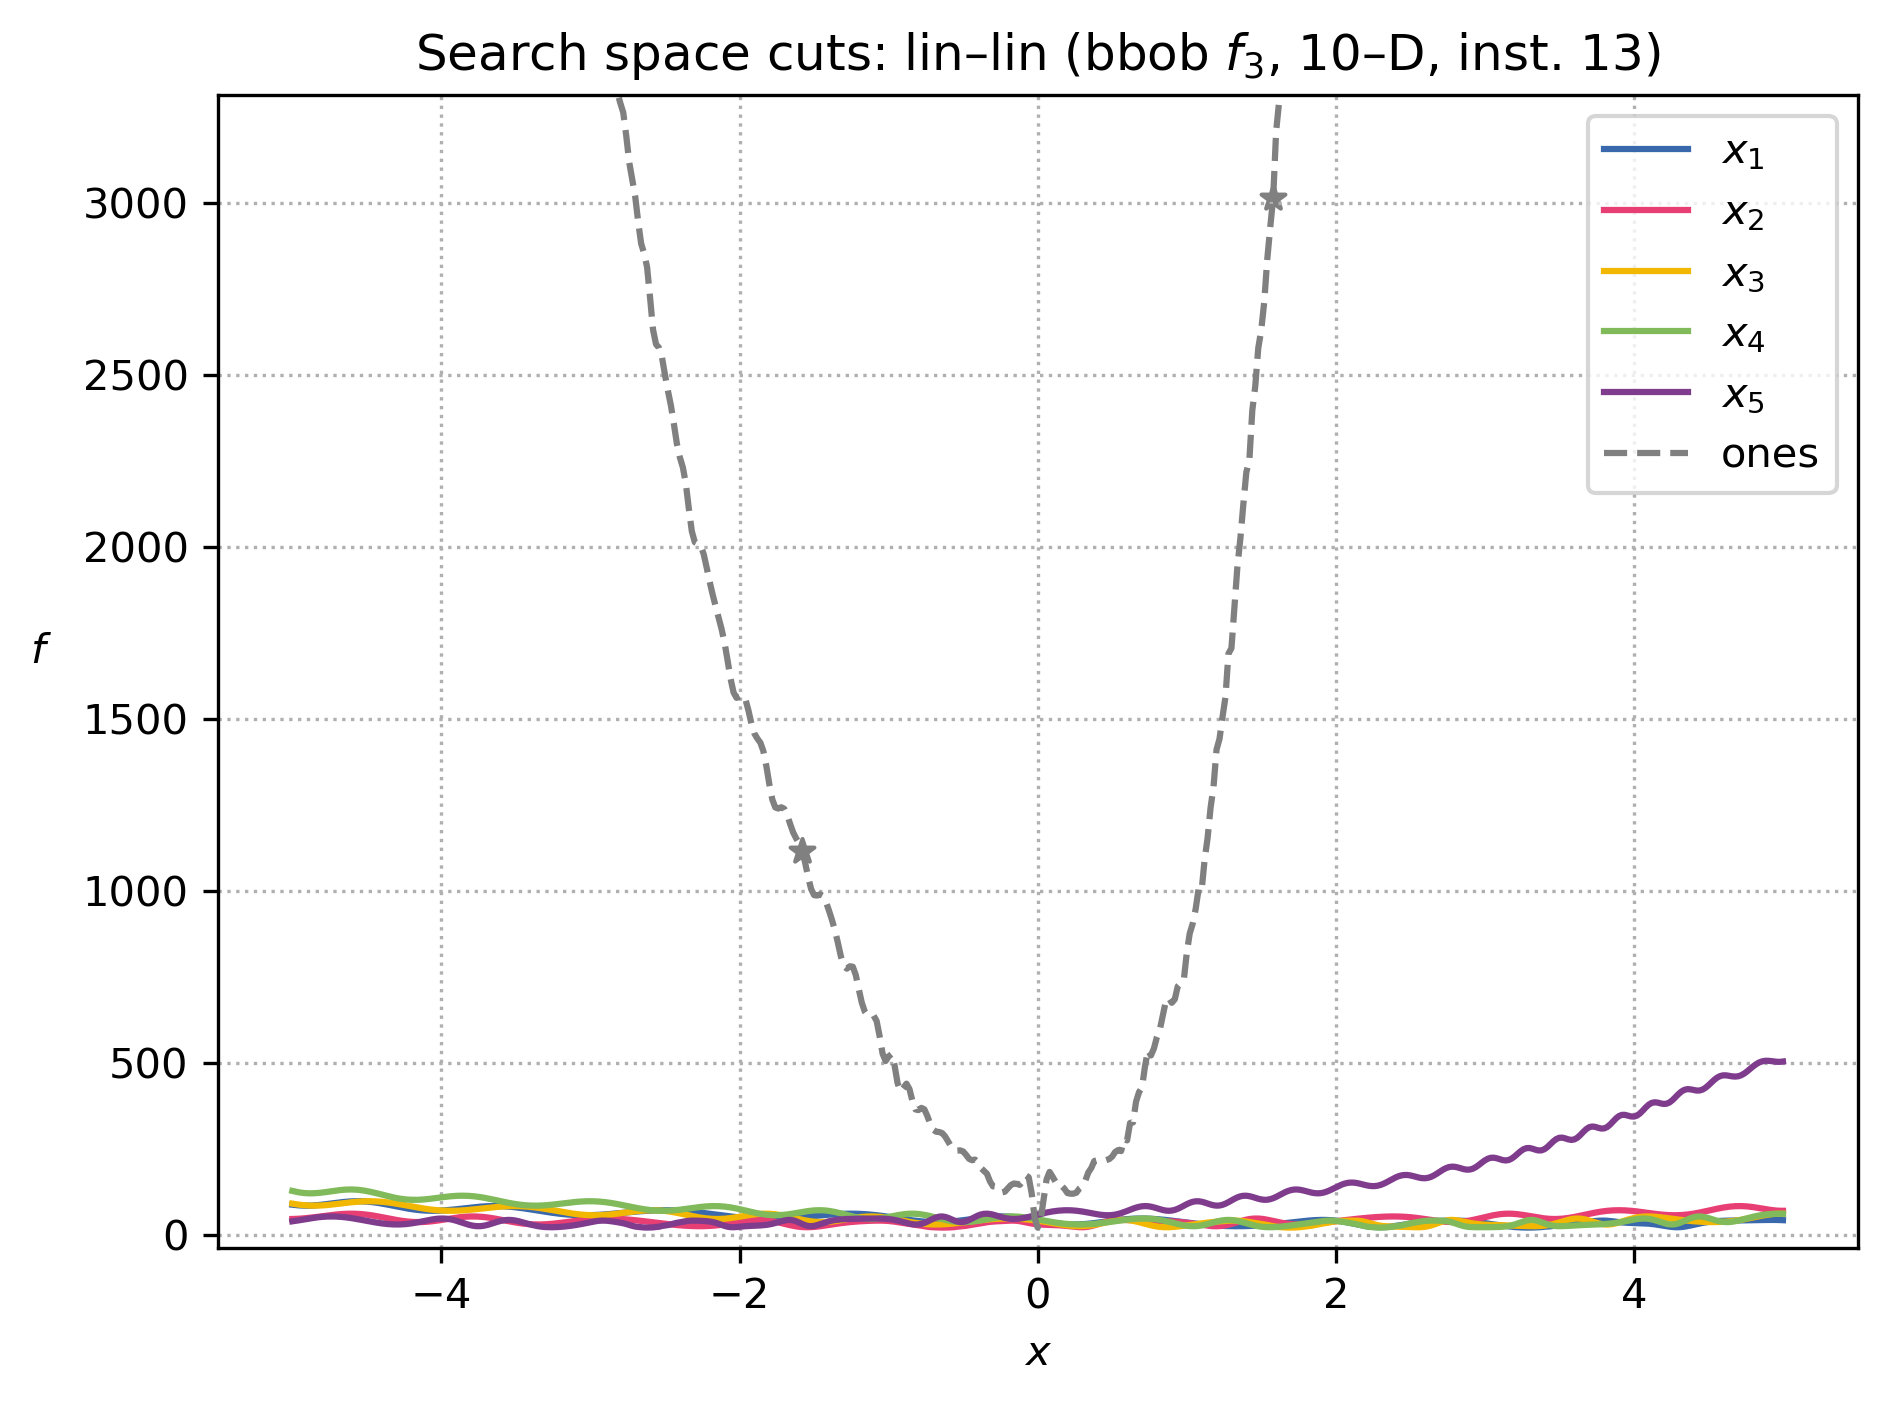 Search space cuts: lin–lin (bbob f₃, 10–D, inst. 13)
3000
2500
2000
1500
1000
500
0
f
−4
−2
0
2
4
x
x₁
x₂
x₃
x₄
x₅
ones